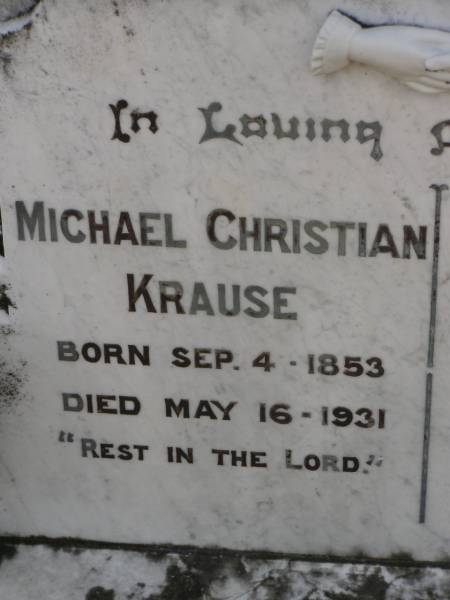 In Loving
MICHAEL CHRISTIAN
KRAUSE
BORN SEP. 4 - 1853
DIED MAY 16 - 1931
"REST IN THE LORD."